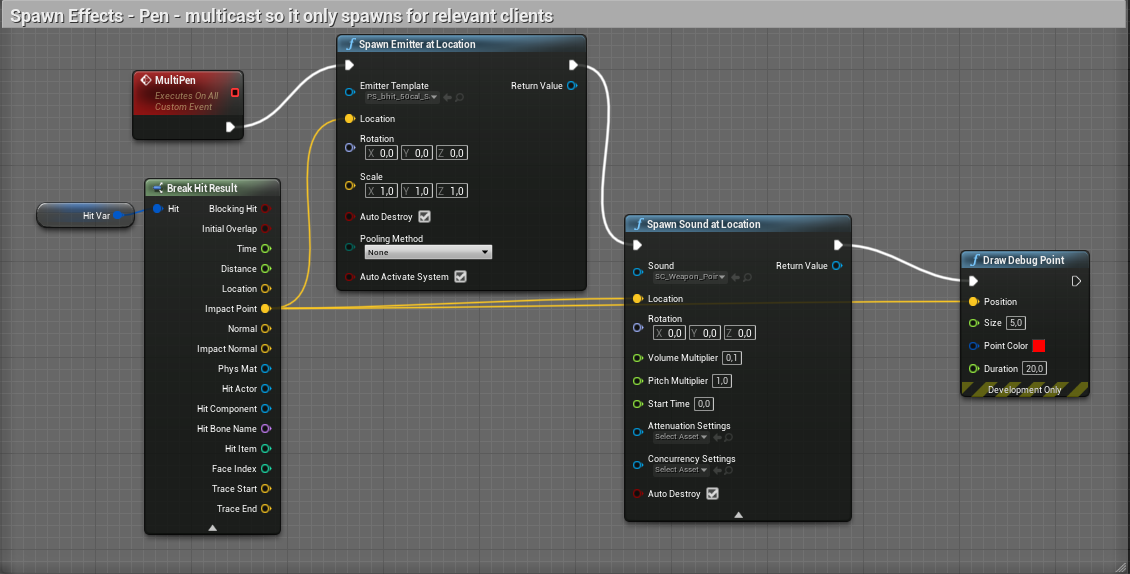 Spawn Effects - Pen - multicast so it only spawns for relevant clients
MultiPen
Executes On All
Custom Event
Hit Var
Break Hit Result
Hit
Blocking Hit
Initial Overlap
Time
Distance
Location
Impact Point
Normal
Impact Normal
Phys Mat
Hit Actor
Hit Component
Hit Bone Name
Hit Item
Face Index
Trace Start
Trace End
Spawn Emitter at Location
Emitter Template
PS_bhit_50cal_S
Return Value
Location
Rotation
X 0,0 Y 0,0 Z 0,0
Scale
X 1,0 Y 1,0 Z 1,0
Auto Destroy
Pooling Method
None
Auto Activate System
Spawn Sound at Location
Sound
SC_Weapon_Poir
Return Value
Location
Rotation
X 0,0 Y 0,0 Z 0,0
Volume Multiplier 0,1
Pitch Multiplier 1,0
Start Time 0,0
Attenuation Settings
Select Asset
Concurrency Settings
Select Asset
Auto Destroy
Draw Debug Point
Position
Size 5,0
Point Color
Duration 20,0
Development Only